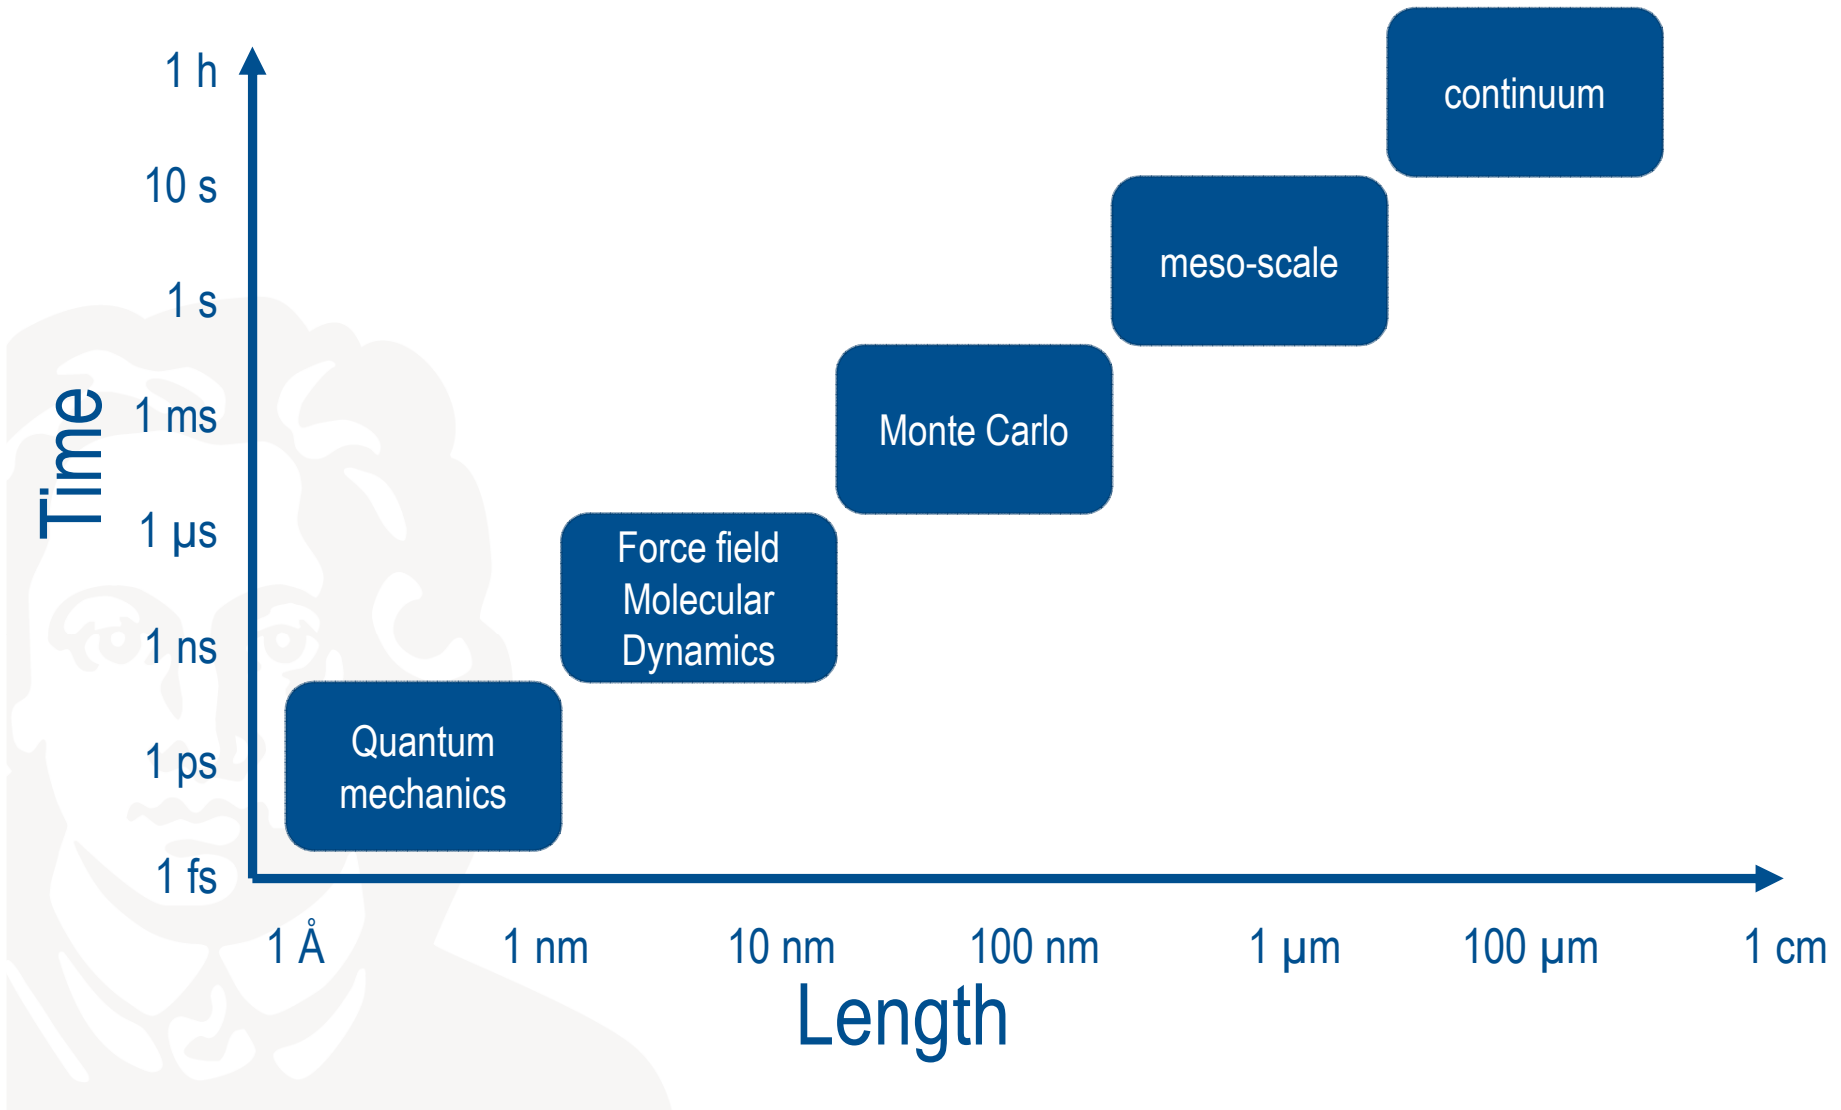 1 h
10 s
1 s
1 ms
1 µs
1 ns
1 ps
1 fs
Time
continuum
meso-scale
Monte Carlo
Force field
Molecular
Dynamics
Quantum
mechanics
1 Å
1 nm
10 nm
100 nm
1 µm
100 µm
1 cm
Length